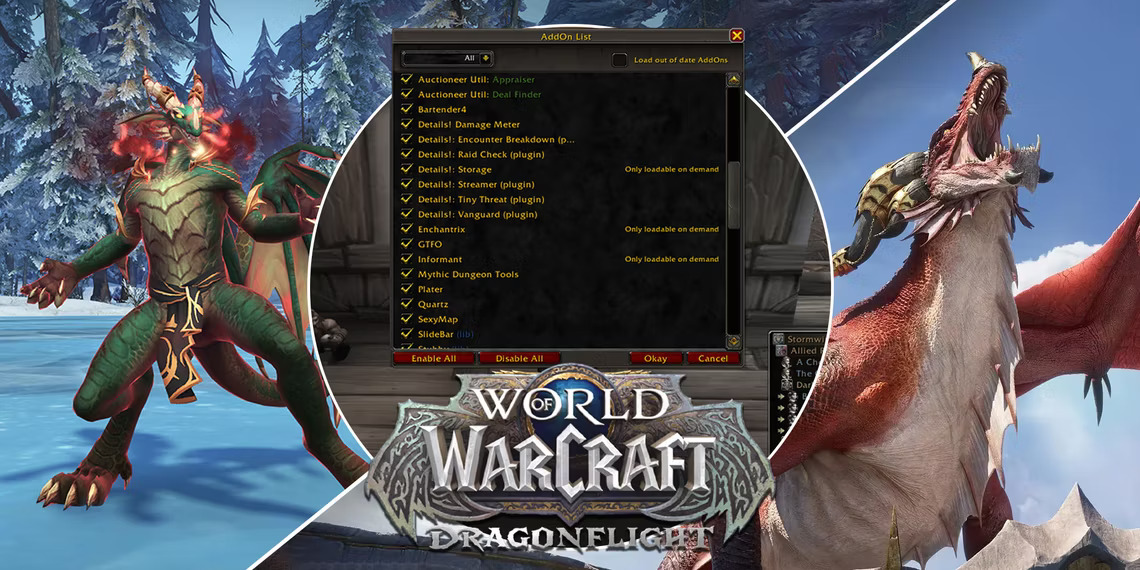 AddOn List
All
Load out of date AddOns
Auctioneer Util: Appraiser
Auctioneer Util: Deal Finder
Bartender4
Details! Damage Meter
Details!: Encounter Breakdown (p...
Details!: Raid Check (plugin)
Details!: Storage Only loadable on demand
Details!: Streamer (plugin)
Details!: Tiny Threat (plugin)
Details!: Vanguard (plugin)
Enchantrix Only loadable on demand
GTFO
Informant Only loadable on demand
Mythic Dungeon Tools
Plater
Quartz
SexyMap
SlideBar (lib)
Enable All Disable All Okay Cancel
Stormwi
Allied
A Ch
The
Dar
WORLD
OF
WARCRAFT
DRAGONFLIGHT